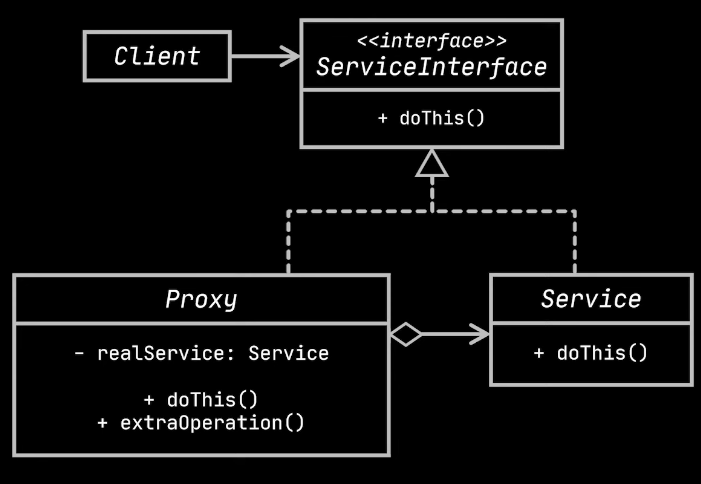 Client
<<interface>>
ServiceInterface
+ doThis()
Proxy
- realService: Service
+ doThis()
+ extraOperation()
Service
+ doThis()